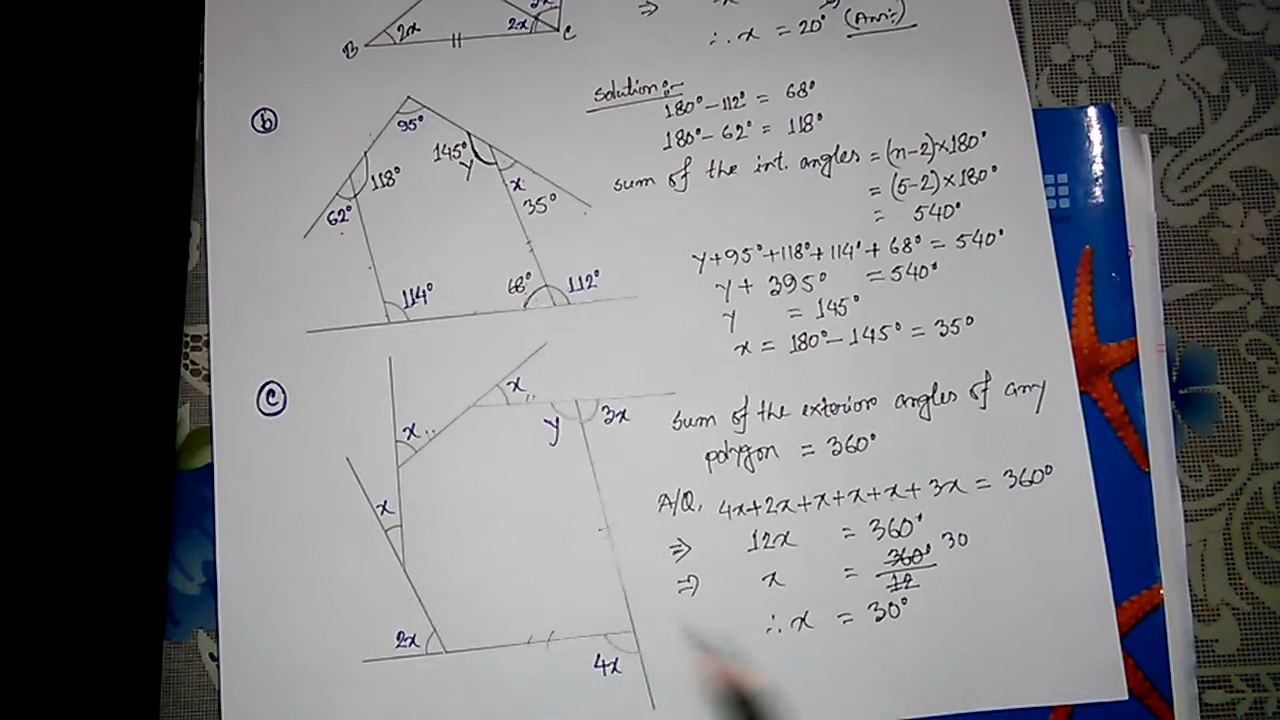 B 2x 2x C
⇒
∴ x = 20° (Ans:)
(b)
95°
145°
y
118°
x
35°
62°
114°
68°
112°
Solution:-
180° - 112° = 68°
180° - 62° = 118°
Sum of the int. angles = (n-2)×180°
= (5-2)×180°
= 540°
y+95°+118°+114°+68° = 540°
y + 395° = 540°
y = 145°
x = 180° - 145° = 35°
(c)
x
x
y
3x
x
2x
4x
Sum of the exterior angles of any
polygon = 360°
A/Q, 4x+2x+x+x+x+3x = 360°
⇒ 12x = 360°
⇒ x = 360°/12 30
∴ x = 30°